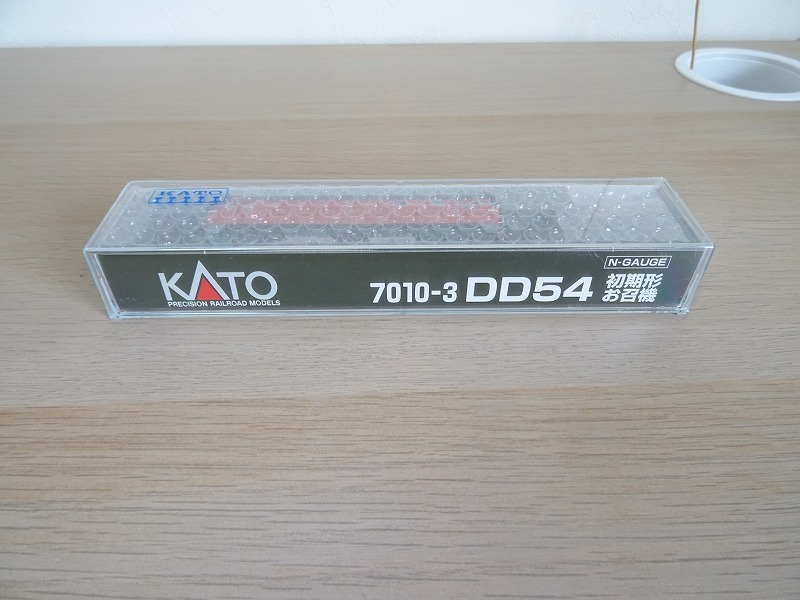 KATO
KATO
PRECISION RAILROAD MODELS
7010-3 DD54
N-GAUGE
初期形
お召機